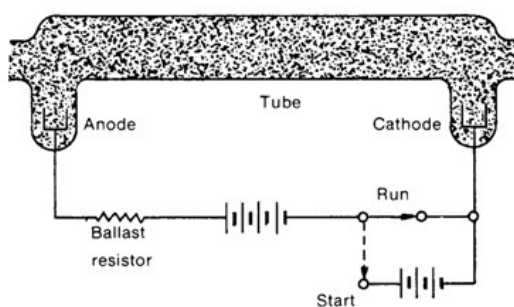 Tube
Anode
Cathode
Run
Ballast
resistor
Start